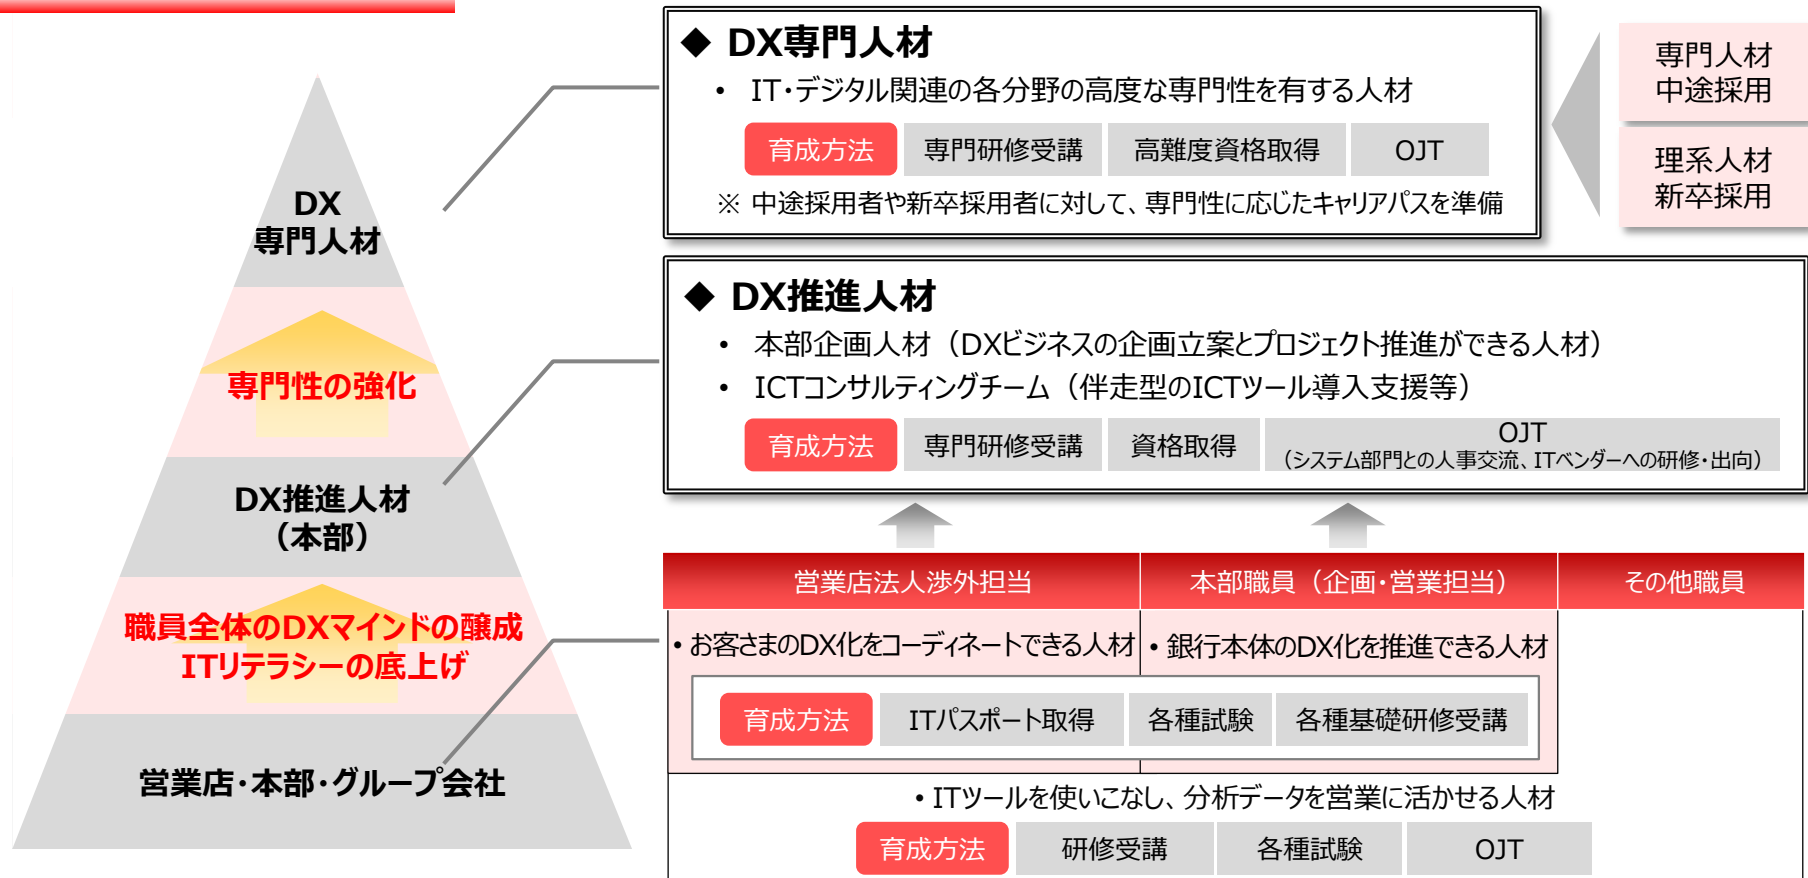 DX
専門人材
専門性の強化
DX推進人材
（本部）
職員全体のDXマインドの醸成
ITリテラシーの底上げ
営業店・本部・グループ会社
◆ DX専門人材
• IT・デジタル関連の各分野の高度な専門性を有する人材
育成方法 専門研修受講 高難度資格取得 OJT
※ 中途採用者や新卒採用者に対して、専門性に応じたキャリアパスを準備
専門人材
中途採用
理系人材
新卒採用
◆ DX推進人材
• 本部企画人材（DXビジネスの企画立案とプロジェクト推進ができる人材）
• ICTコンサルティングチーム（伴走型のICTツール導入支援等）
育成方法 専門研修受講 資格取得 OJT
（システム部門との人事交流、ITベンダーへの研修・出向）
営業店法人渉外担当 本部職員（企画・営業担当） その他職員
• お客さまのDX化をコーディネートできる人材 • 銀行本体のDX化を推進できる人材
育成方法 ITパスポート取得 各種試験 各種基礎研修受講
• ITツールを使いこなし、分析データを営業に活かせる人材
育成方法 研修受講 各種試験 OJT